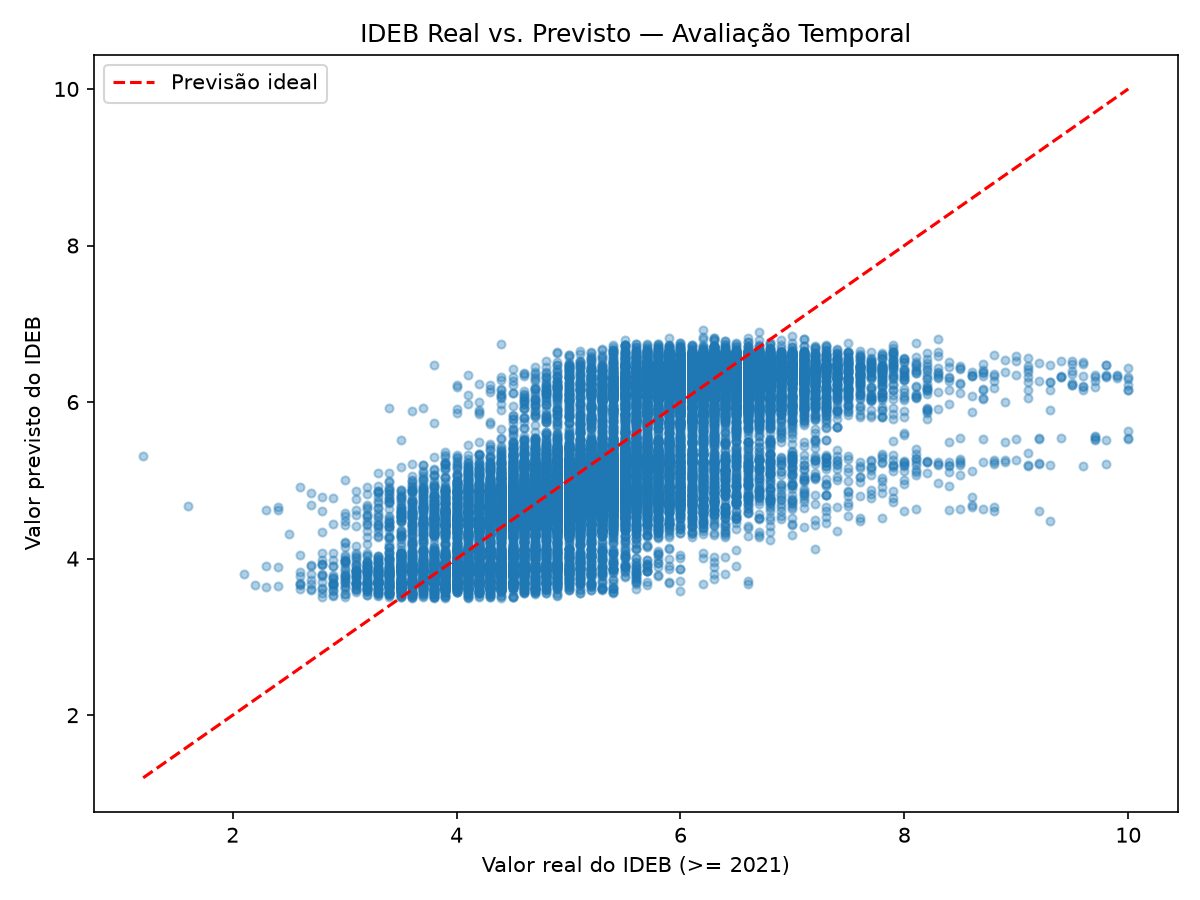 IDEB Real vs. Previsto — Avaliação Temporal
Previsão ideal
10
8
6
4
2
Valor previsto do IDEB
2 4 6 8 10
Valor real do IDEB (>= 2021)